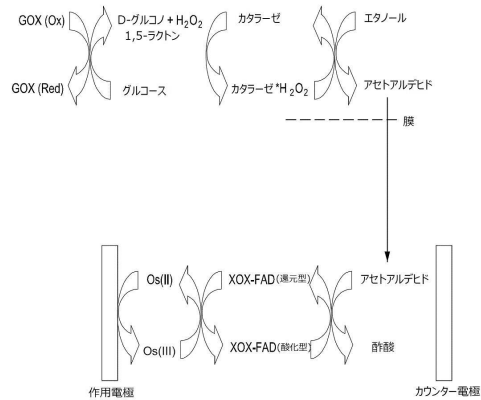 GOX (Ox)
D-グルコノ + H2O2
1,5-ラクトン
カタラーゼ
エタノール
GOX (Red)
グルコース
カタラーゼ*H2O2
アセトアルデヒド
膜
Os(II)
XOX-FAD(還元型)
アセトアルデヒド
Os(III)
XOX-FAD(酸化型)
酢酸
作用電極
カウンター電極